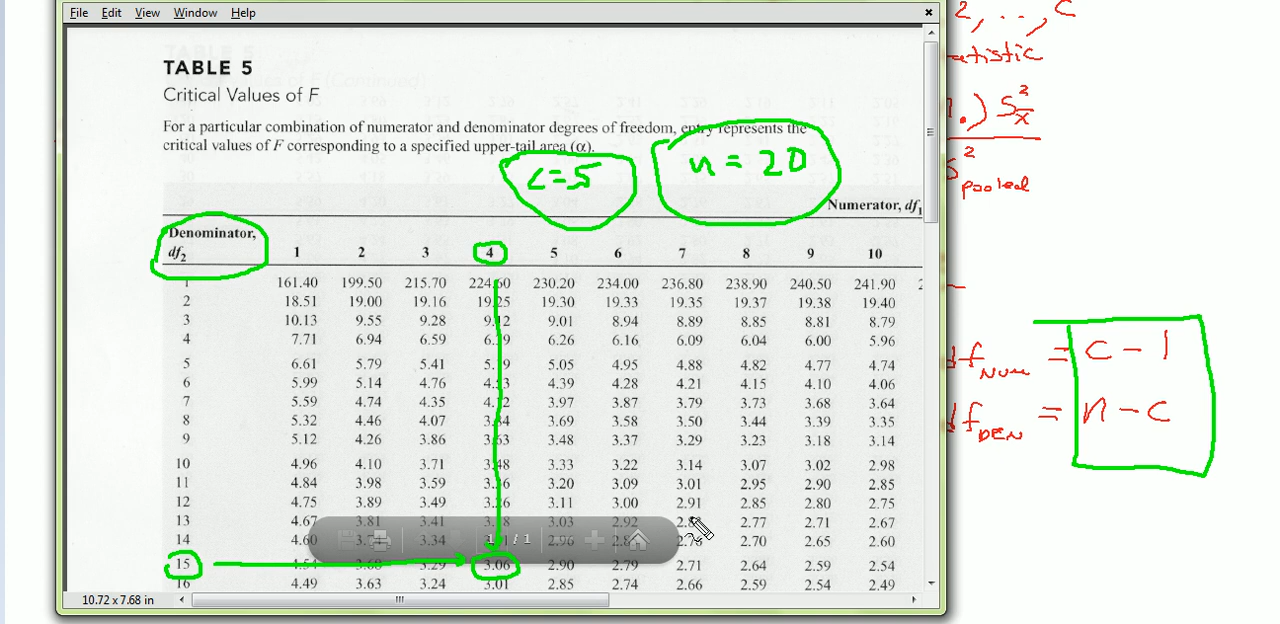 File Edit View Window Help
TABLE 5
Critical Values of F
For a particular combination of numerator and denominator degrees of freedom, entry represents the
critical values of F corresponding to a specified upper-tail area (α).
c=5
n = 20
Numerator, df1
Denominator,
df2 1 2 3 4 5 6 7 8 9 10
1 161.40 199.50 215.70 224.60 230.20 234.00 236.80 238.90 240.50 241.90
2 18.51 19.00 19.16 19.25 19.30 19.33 19.35 19.37 19.38 19.40
3 10.13 9.55 9.28 9.12 9.01 8.94 8.89 8.85 8.81 8.79
4 7.71 6.94 6.59 6.26 6.16 6.09 6.04 6.00 5.96
5 6.61 5.79 5.41 5.05 4.95 4.88 4.82 4.77 4.74
6 5.99 5.14 4.76 4.39 4.28 4.21 4.15 4.10 4.06
7 5.59 4.74 4.35 3.97 3.87 3.79 3.73 3.68 3.64
8 5.32 4.46 4.07 3.69 3.58 3.50 3.44 3.39 3.35
9 5.12 4.26 3.86 3.63 3.48 3.37 3.29 3.23 3.18 3.14
10 4.96 4.10 3.71 3.48 3.33 3.22 3.14 3.07 3.02 2.98
11 4.84 3.98 3.59 3.20 3.09 3.01 2.95 2.90 2.85
12 4.75 3.89 3.49 3.26 3.11 3.00 2.91 2.85 2.80 2.75
13 4.67 3.81 3.41 3.03 2.92 2.77 2.71 2.67
14 4.60 3.34 2.96 2.70 2.65 2.60
15 4.54 3.68 3.29 3.06 2.90 2.79 2.71 2.64 2.59 2.54
16 4.49 3.63 3.24 3.01 2.85 2.74 2.66 2.59 2.54 2.49
1 / 1
10.72 x 7.68 in
2, .., c
S²x̄
S² pooled
df NUM = c - 1
df DEN = n - c